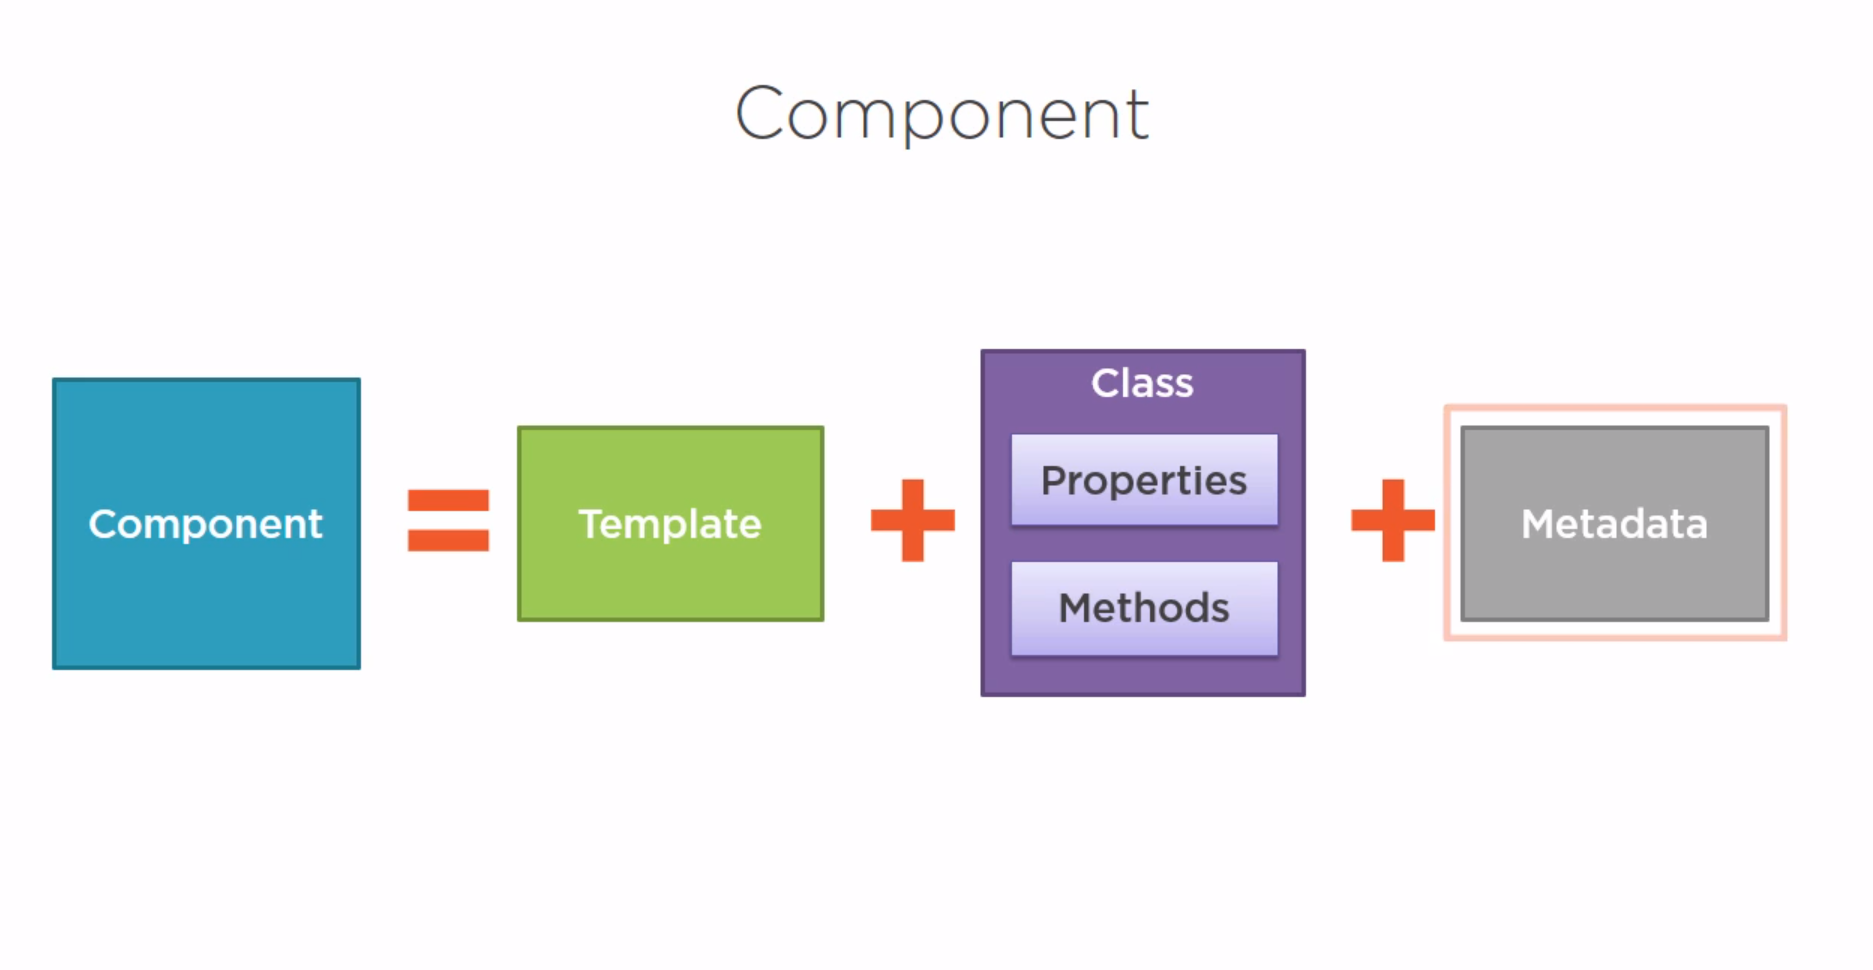 Component
Component
Template
Class
Properties
Methods
Metadata